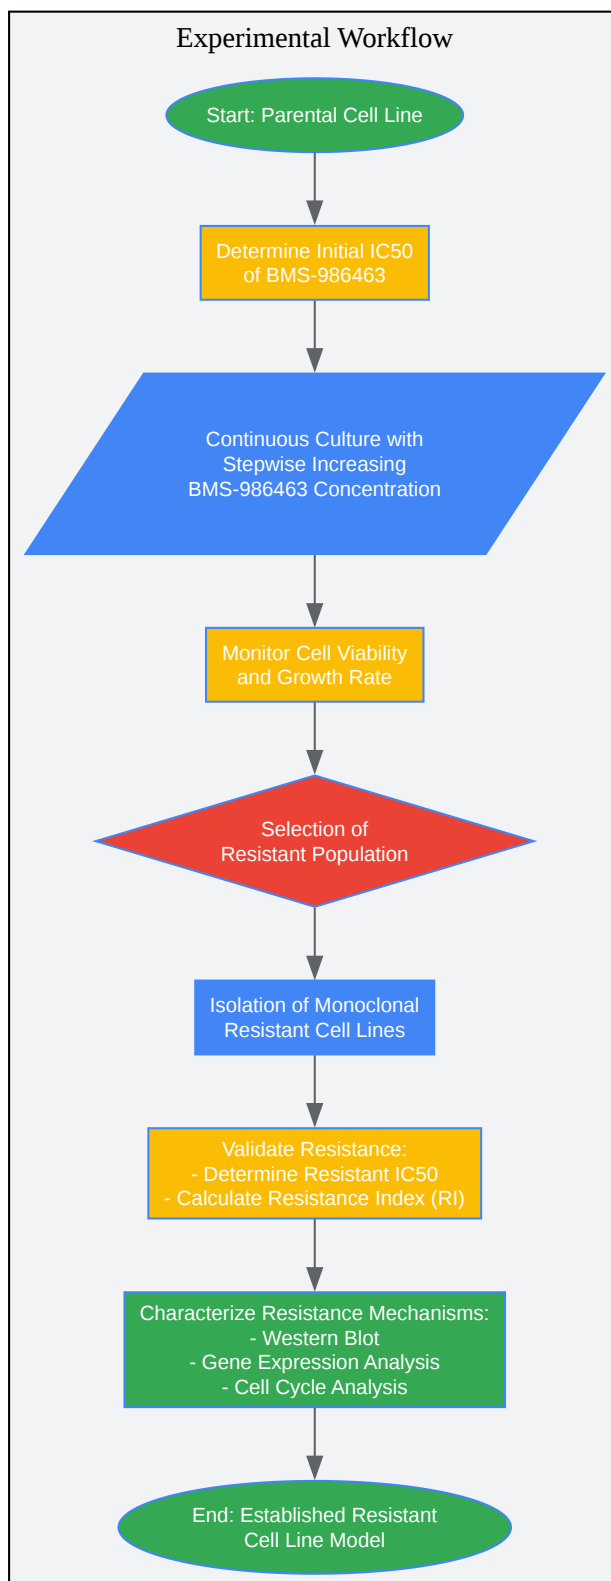 Experimental Workflow
Start: Parental Cell Line
Determine Initial IC50
of BMS-986463
Continuous Culture with
Stepwise Increasing
BMS-986463 Concentration
Monitor Cell Viability
and Growth Rate
Selection of
Resistant Population
Isolation of Monoclonal
Resistant Cell Lines
Validate Resistance:
- Determine Resistant IC50
- Calculate Resistance Index (RI)
Characterize Resistance Mechanisms:
- Western Blot
- Gene Expression Analysis
- Cell Cycle Analysis
End: Established Resistant
Cell Line Model